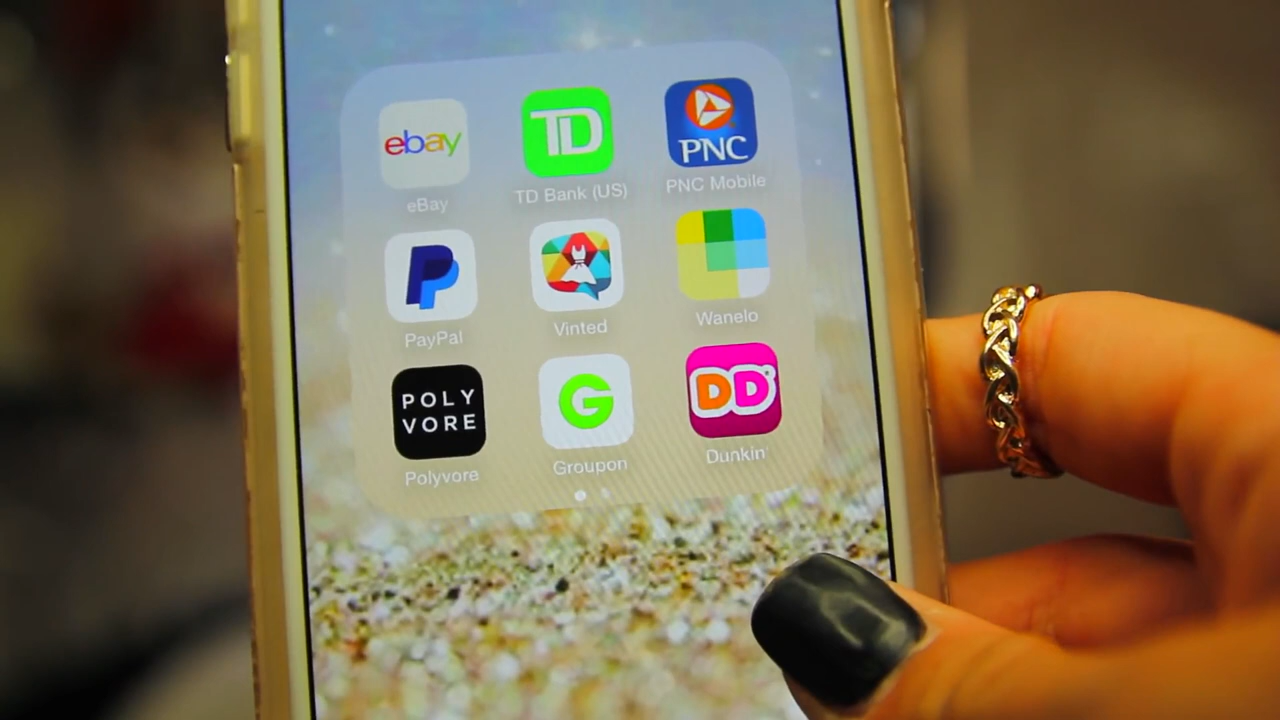 ebay
TD
PNC
eBay
TD Bank (US)
PNC Mobile
P
PayPal
Vinted
Wanelo
POLY
VORE
G
DD
Polyvore
Groupon
Dunkin'